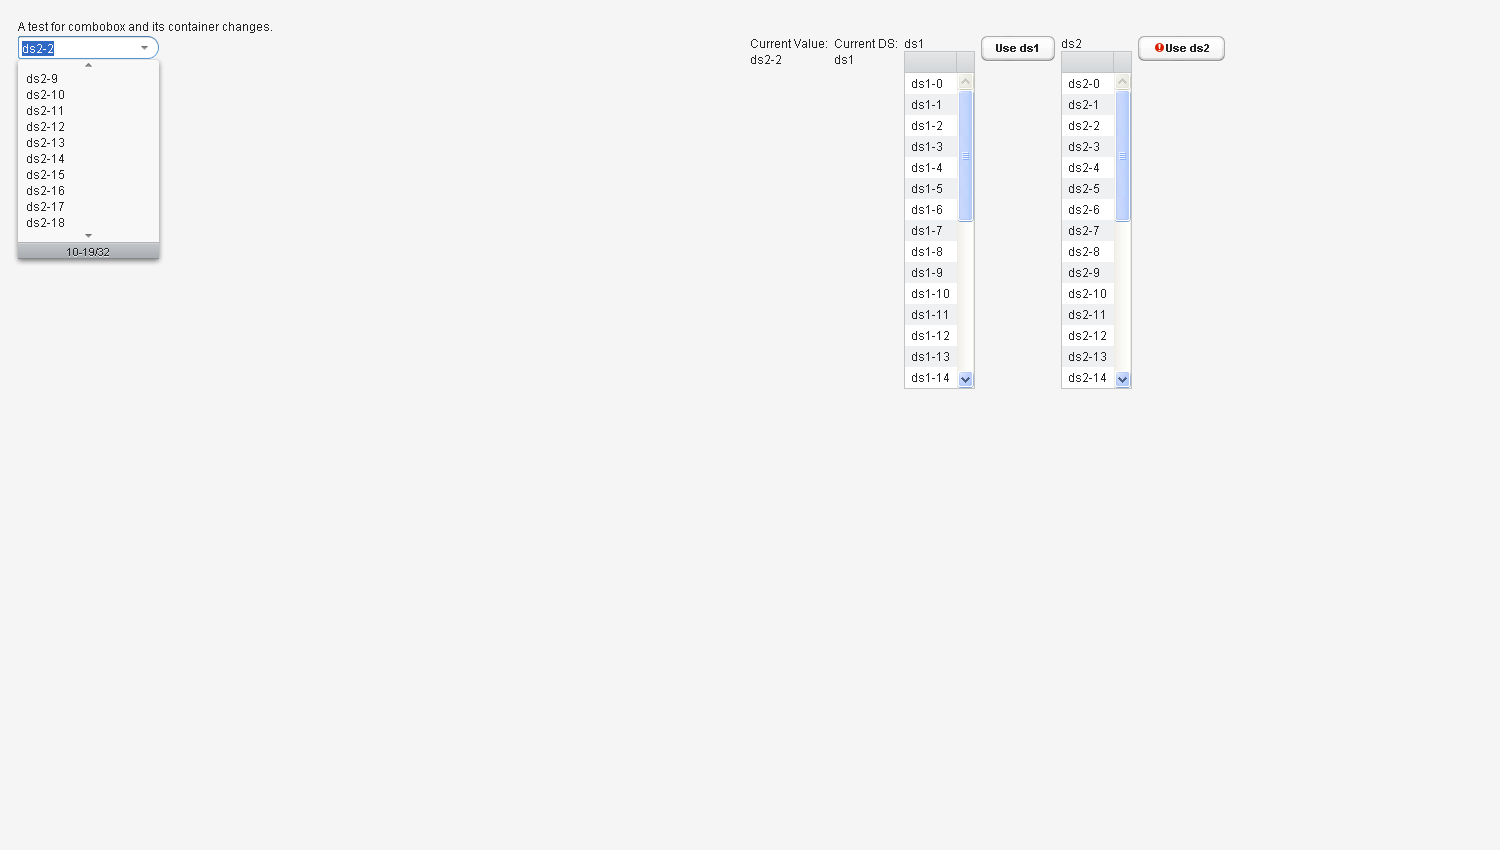 A test for combobox and its container changes.
ds2-2
ds2-9
ds2-10
ds2-11
ds2-12
ds2-13
ds2-14
ds2-15
ds2-16
ds2-17
ds2-18
10-19/32
Current Value:
ds2-2
Current DS:
ds1
ds1
ds1-0
ds1-1
ds1-2
ds1-3
ds1-4
ds1-5
ds1-6
ds1-7
ds1-8
ds1-9
ds1-10
ds1-11
ds1-12
ds1-13
ds1-14
Use ds1
ds2
ds2-0
ds2-1
ds2-2
ds2-3
ds2-4
ds2-5
ds2-6
ds2-7
ds2-8
ds2-9
ds2-10
ds2-11
ds2-12
ds2-13
ds2-14
Use ds2